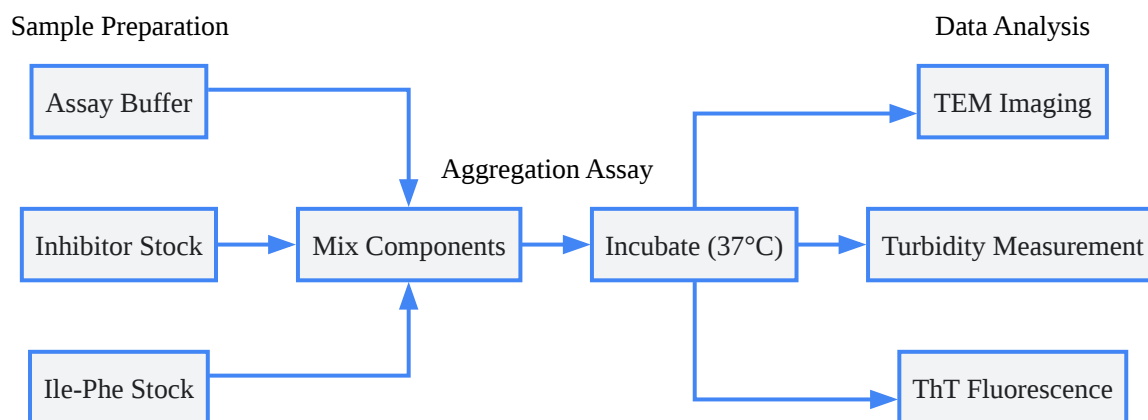 Sample Preparation
Data Analysis
Assay Buffer
TEM Imaging
Aggregation Assay
Inhibitor Stock
Mix Components
Incubate (37°C)
Turbidity Measurement
Ile-Phe Stock
ThT Fluorescence